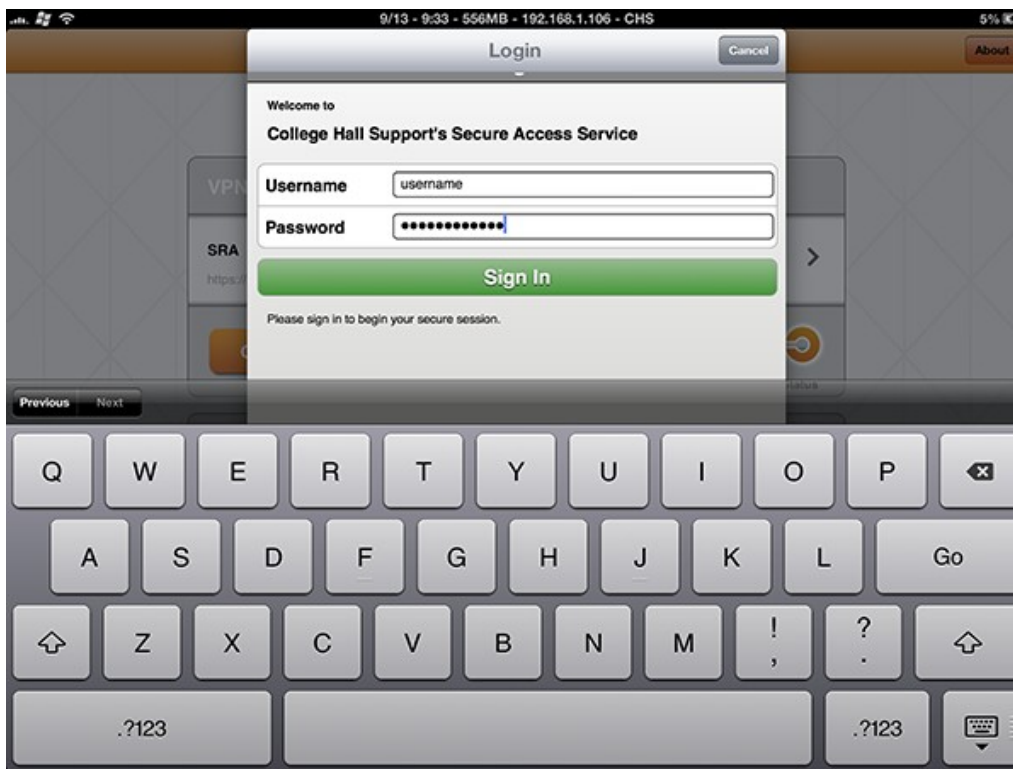 9/13 - 9:33 - 556MB - 192.168.1.106 - CHS 5%
Login Cancel
About
Welcome to
College Hall Support's Secure Access Service
VPN
Username username
Password ••••••••••••
SRA
https:/
Sign In
Please sign in to begin your secure session.
Status
Previous Next
Q W E R T Y U I O P
A S D F G H J K L Go
Z X C V B N M ! , ? .
.?123 .?123